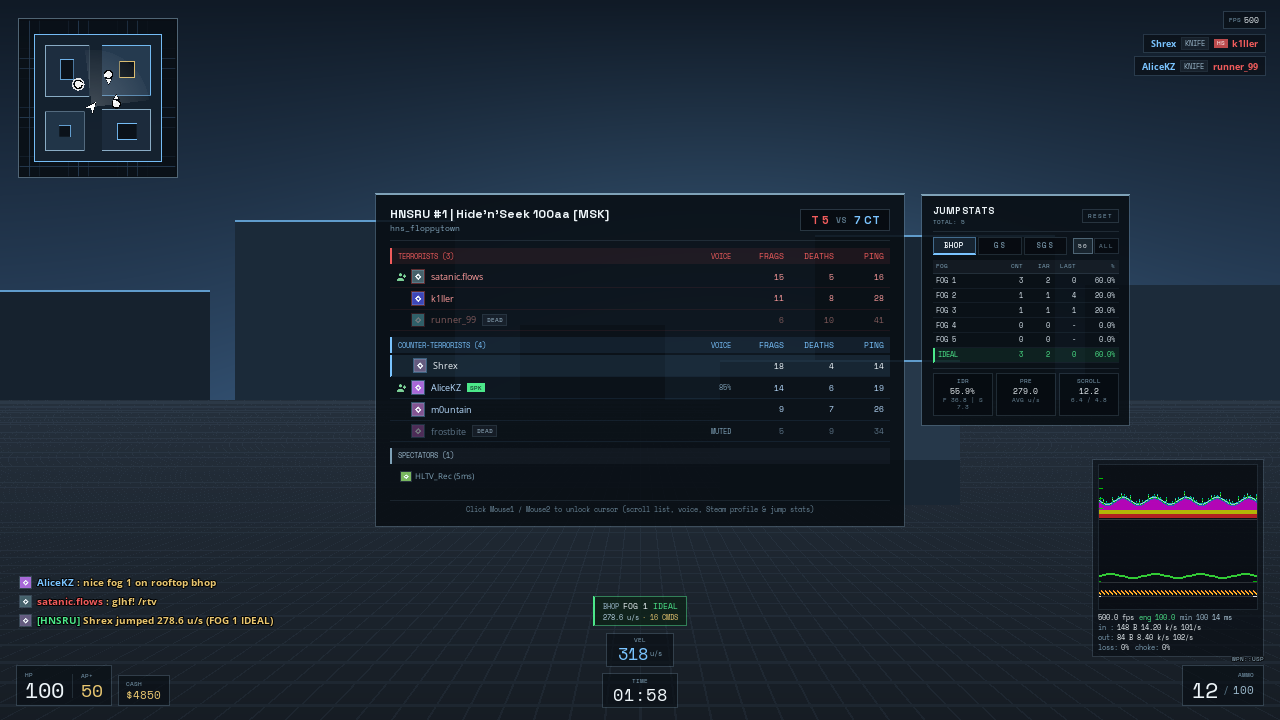 FPS 500
Shrex KNIFE HS k1ller
AliceKZ KNIFE runner_99
HNSRU #1 | Hide'n'Seek 100aa [MSK]
hns_floppytown
T 5 VS 7 CT
TERRORISTS (3) VOICE FRAGS DEATHS PING
satanic.flows 15 5 16
k1ller 11 8 28
runner_99 DEAD 6 10 41
COUNTER-TERRORISTS (4) VOICE FRAGS DEATHS PING
Shrex 18 4 14
AliceKZ SPK 85% 14 6 19
m0untain 9 7 26
frostbite DEAD MUTED 5 9 34
SPECTATORS (1)
HLTV_Rec (5ms)
Click Mouse1 / Mouse2 to unlock cursor (scroll list, voice, Steam profile & jump stats)
JUMPSTATS
TOTAL: 5
RESET
BHOP GS SGS 50 ALL
FOG CNT IAR LAST %
FOG 1 3 2 0 60.0%
FOG 2 1 1 4 20.0%
FOG 3 1 1 1 20.0%
FOG 4 0 0 - 0.0%
FOG 5 0 0 - 0.0%
IDEAL 3 2 0 60.0%
IDR PRE SCROLL
55.9% 279.0 12.2
F 38.8 | S 7.3 AVG u/s 6.4 / 4.8
AliceKZ : nice fog 1 on rooftop bhop
satanic.flows : glhf! /rtv
[HNSRU] Shrex jumped 278.6 u/s (FOG 1 IDEAL)
BHOP FOG 1 IDEAL
278.6 u/s · 16 CMDS
VEL
318 u/s
TIME
01:58
HP
100
AP+
50
CASH
$4850
500.0 fps eng 100.0 min 100 14 ms
in : 148 B 14.20 k/s 101/s
out: 84 B 8.40 k/s 102/s
loss: 0% choke: 0%
AMMO
12 / 100